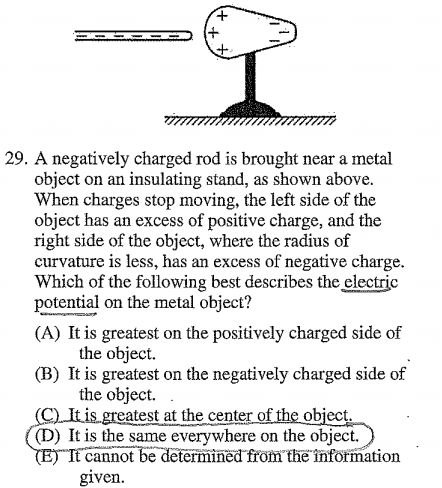 29. A negatively charged rod is brought near a metal
object on an insulating stand, as shown above.
When charges stop moving, the left side of the
object has an excess of positive charge, and the
right side of the object, where the radius of
curvature is less, has an excess of negative charge.
Which of the following best describes the electric
potential on the metal object?
(A) It is greatest on the positively charged side of
the object.
(B) It is greatest on the negatively charged side of
the object.
(C) It is greatest at the center of the object.
(D) It is the same everywhere on the object.
(E) It cannot be determined from the information
given.